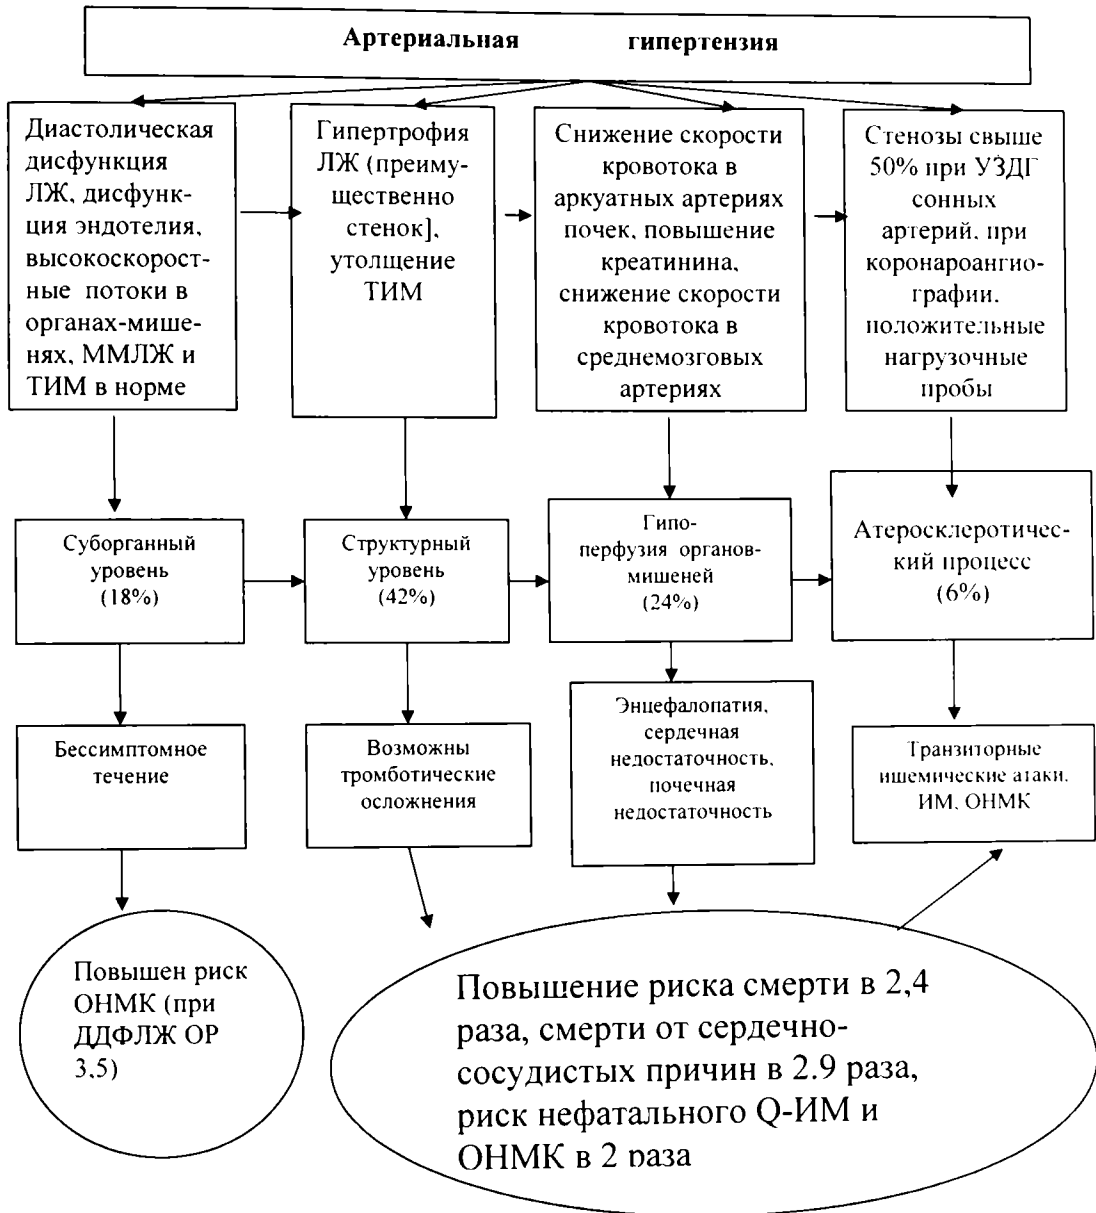 Артериальная гипертензия
Диастолическая
дисфункция
ЛЖ, дисфунк-
ция эндотелия,
высокоскорост-
ные потоки в
органах-мише-
нях, ММЛЖ и
ТИМ в норме
Гипертрофия
ЛЖ (преиму-
щественно
стенок],
утолщение
ТИМ
Снижение скорости
кровотока в
аркуатных артериях
почек, повышение
креатинина,
снижение скорости
кровотока в
среднемозговых
артериях
Стенозы свыше
50% при УЗДГ
сонных
артерий, при
коронароангио-
графии,
положительные
нагрузочные
пробы
Суборганный
уровень
(18%)
Структурный
уровень
(42%)
Гипо-
перфузия органов-
мишеней
(24%)
Атеросклеротичес-
кий процесс
(6%)
Бессимптомное
течение
Возможны
тромботические
осложнения
Энцефалопатия,
сердечная
недостаточность,
почечная
недостаточность
Транзиторные
ишемические атаки,
ИМ, ОНМК
Повышен риск
ОНМК (при
ДДФЛЖ ОР
3,5)
Повышение риска смерти в 2,4
раза, смерти от сердечно-
сосудистых причин в 2.9 раза,
риск нефатального Q-ИМ и
ОНМК в 2 раза